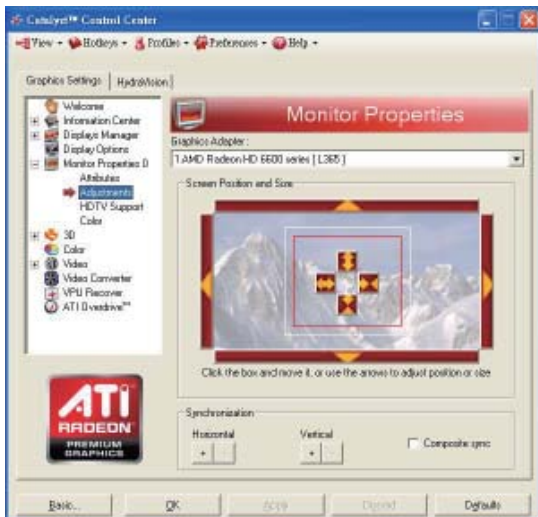 Catalyst™ Control Center
View Hotkeys Profiles Preferences Help
Graphics Settings HydraVision
Welcome
Information Center
Displays Manager
Display Options
Monitor Properties 0
Attributes
Adjustments
HDTV Support
Color
3D
Color
Video
Video Converter
VPU Recover
ATI Overdrive™
Monitor Properties
Graphics Adapter :
1.AMD Radeon HD 6600 series [ L365 ]
Screen Position and Size
Click the box and move it, or use the arrows to adjust position or size
ATI
RADEON
PREMIUM
GRAPHICS
Synchronization
Horizontal Vertical
+ - + - Composite sync
Basic... OK Apply Discard Defaults